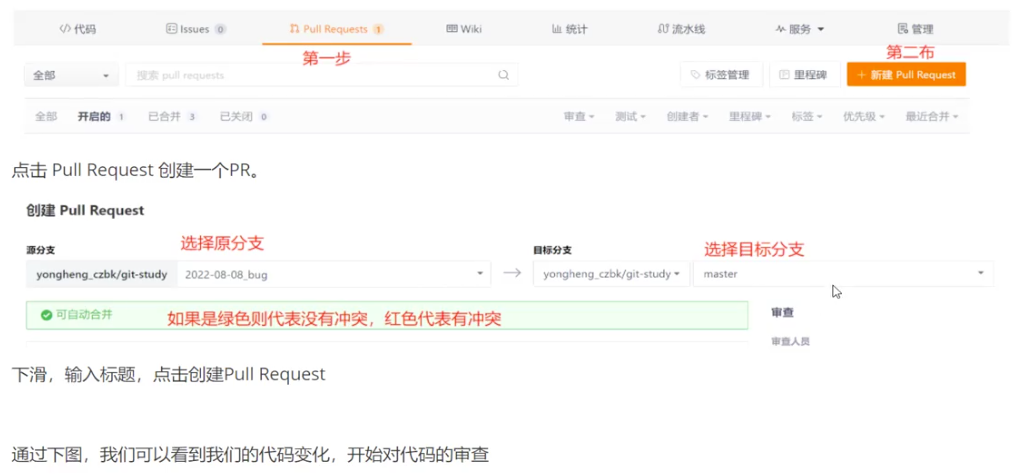 代码 Issues 0 Pull Requests 1 Wiki 统计 流水线 服务 管理
第一步 第二布
全部 搜索 pull requests 标签管理 里程碑 + 新建 Pull Request
全部 开启的 1 已合并 3 已关闭 0 审查 测试 创建者 里程碑 标签 优先级 最近合并
点击 Pull Request 创建一个PR。
创建 Pull Request
源分支 选择原分支 目标分支 选择目标分支
yongheng_czbk/git-study 2022-08-08_bug → yongheng_czbk/git-study master
可自动合并 如果是绿色则代表没有冲突，红色代表有冲突 审查
审查人员
下滑，输入标题，点击创建Pull Request
通过下图，我们可以看到我们的代码变化，开始对代码的审查